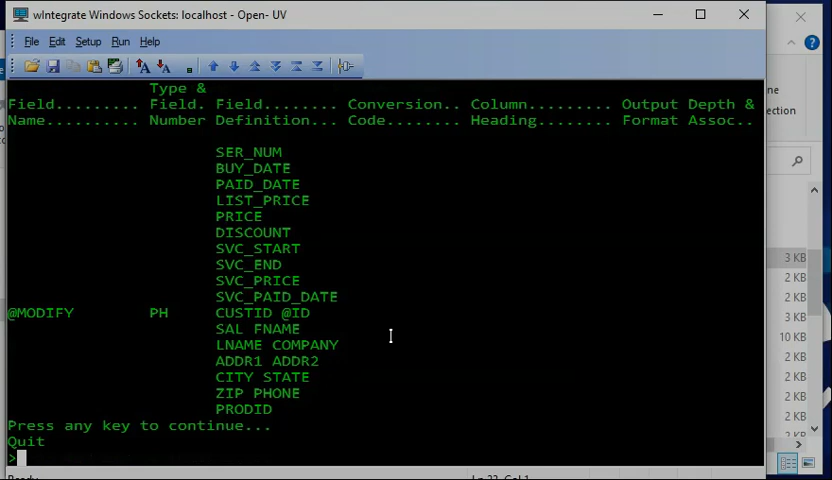 wIntegrate Windows Sockets: localhost - Open- UV
File Edit Setup Run Help
Type &
Field......... Field. Field........ Conversion.. Column......... Output Depth &
Name.......... Number Definition... Code........ Heading........ Format Assoc..
SER_NUM
BUY_DATE
PAID_DATE
LIST_PRICE
PRICE
DISCOUNT
SVC_START
SVC_END
SVC_PRICE
SVC_PAID_DATE
@MODIFY PH CUSTID @ID
SAL FNAME
LNAME COMPANY
ADDR1 ADDR2
CITY STATE
ZIP PHONE
PRODID
Press any key to continue...
Quit
>
3 KB
2 KB
2 KB
3 KB
10 KB
2 KB
2 KB
2 KB
2 KB